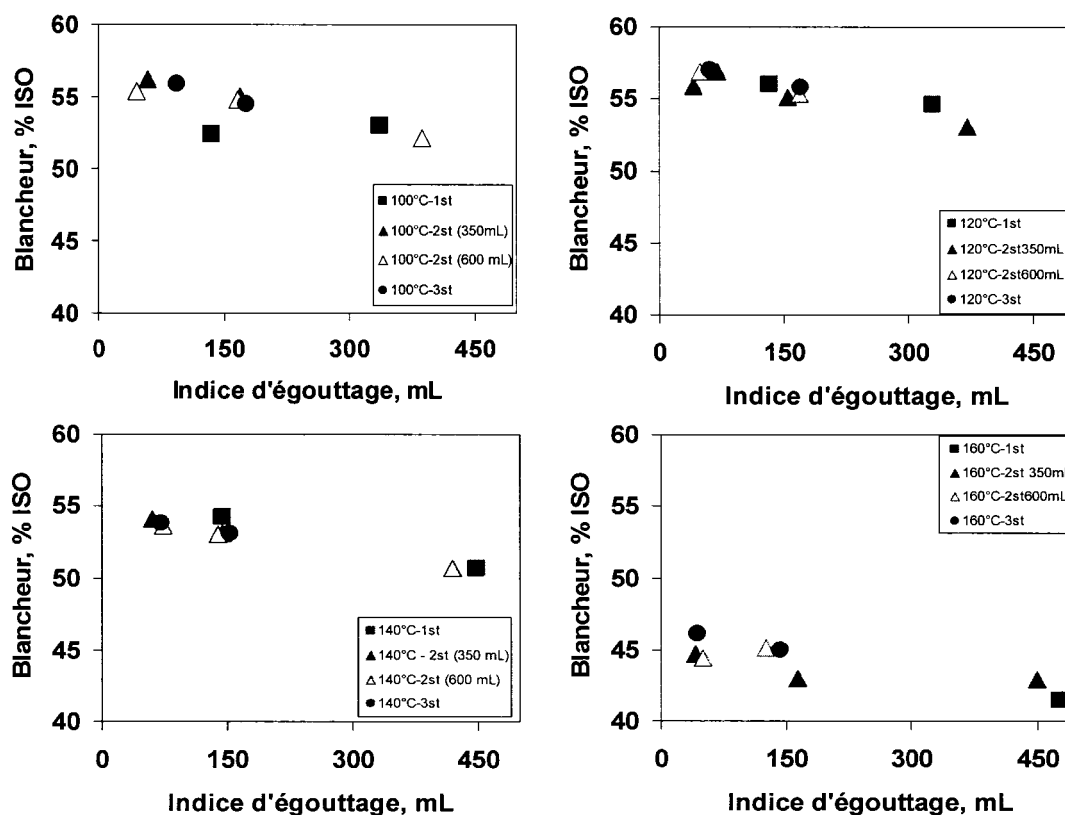 60
55
50
45
40
Blancheur, % ISO
100°C-1st
100°C-2st (350mL)
100°C-2st (600 mL)
100°C-3st
0 150 300 450
Indice d'égouttage, mL
60
55
50
45
40
Blancheur, % ISO
120°C-1st
120°C-2st350mL
120°C-2st600mL
120°C-3st
0 150 300 450
Indice d'égouttage, mL
60
55
50
45
40
Blancheur, % ISO
140°C-1st
140°C - 2st (350 mL)
140°C-2st (600 mL)
140°C-3st
0 150 300 450
Indice d'égouttage, mL
60
55
50
45
40
Blancheur, % ISO
160°C-1st
160°C-2st 350mL
160°C-2st600mL
160°C-3st
0 150 300 450
Indice d'égouttage, mL